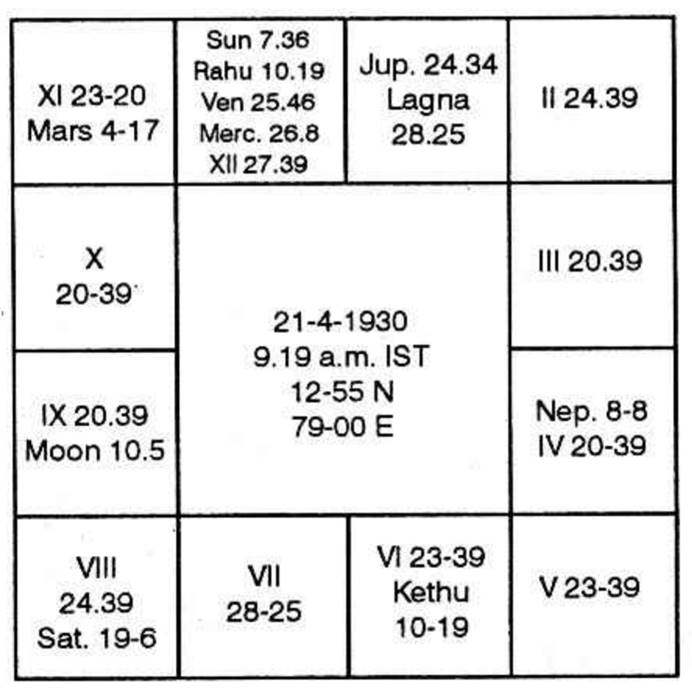 XI 23-20
Mars 4-17
Sun 7.36
Rahu 10.19
Ven 25.46
Merc. 26.8
XII 27.39
Jup. 24.34
Lagna
28.25
II 24.39
X
20-39
21-4-1930
9.19 a.m. IST
12-55 N
79-00 E
III 20.39
IX 20.39
Moon 10.5
Nep. 8-8
IV 20-39
VIII
24.39
Sat. 19-6
VII
28-25
VI 23-39
Kethu
10-19
V 23-39